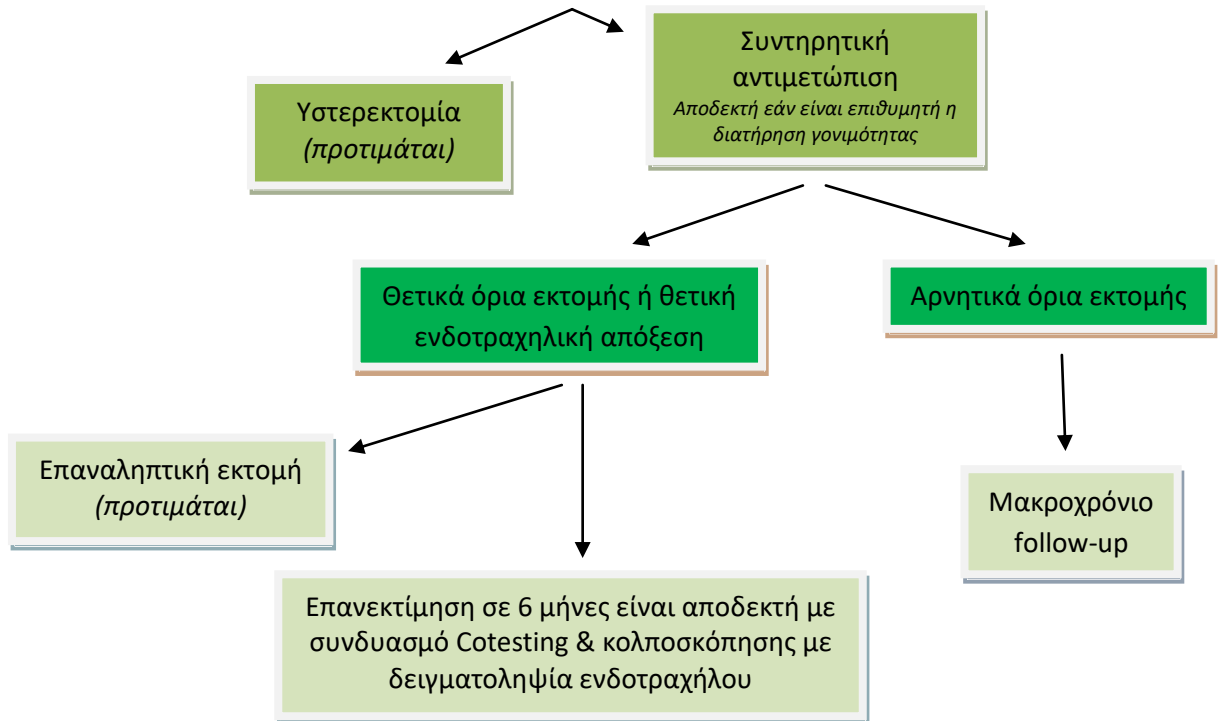 Συντηρητική
αντιμετώπιση
Αποδεκτή εάν είναι επιθυμητή η
διατήρηση γονιμότητας
Υστερεκτομία
(προτιμάται)
Θετικά όρια εκτομής ή θετική
ενδοτραχηλική απόξεση
Αρνητικά όρια εκτομής
Επαναληπτική εκτομή
(προτιμάται)
Μακροχρόνιο
follow-up
Επανεκτίμηση σε 6 μήνες είναι αποδεκτή με
συνδυασμό Cotesting & κολποσκόπησης με
δειγματοληψία ενδοτραχήλου